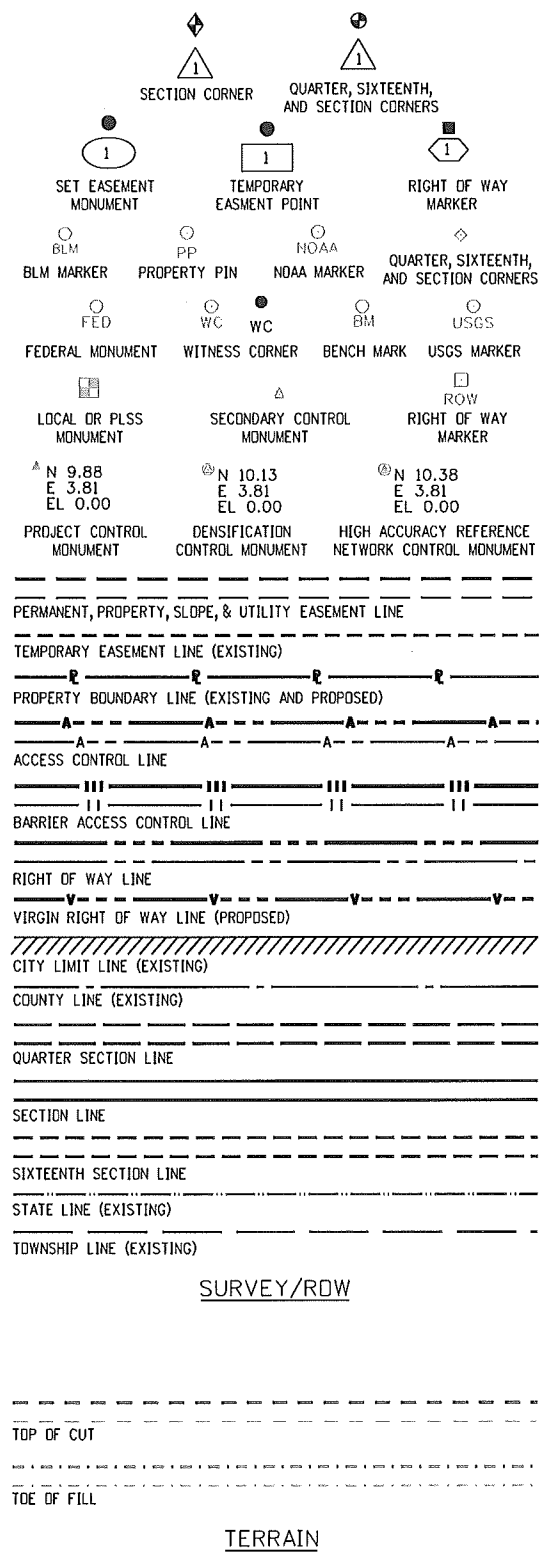 1
SECTION CORNER
1
QUARTER, SIXTEENTH,
AND SECTION CORNERS
1
SET EASEMENT
MONUMENT
1
TEMPORARY
EASMENT POINT
1
RIGHT OF WAY
MARKER
BLM
BLM MARKER
PP
PROPERTY PIN
NOAA
NOAA MARKER
QUARTER, SIXTEENTH,
AND SECTION CORNERS
FED
FEDERAL MONUMENT
WC WC
WITNESS CORNER
BM
BENCH MARK
USGS
USGS MARKER
LOCAL OR PLSS
MONUMENT
SECONDARY CONTROL
MONUMENT
ROW
RIGHT OF WAY
MARKER
N 9.88
E 3.81
EL 0.00
PROJECT CONTROL
MONUMENT
N 10.13
E 3.81
EL 0.00
DENSIFICATION
CONTROL MONUMENT
N 10.38
E 3.81
EL 0.00
HIGH ACCURACY REFERENCE
NETWORK CONTROL MONUMENT
PERMANENT, PROPERTY, SLOPE, & UTILITY EASEMENT LINE
TEMPORARY EASEMENT LINE (EXISTING)
PROPERTY BOUNDARY LINE (EXISTING AND PROPOSED)
A A A A
A A A A
ACCESS CONTROL LINE
BARRIER ACCESS CONTROL LINE
RIGHT OF WAY LINE
V V V V
VIRGIN RIGHT OF WAY LINE (PROPOSED)
CITY LIMIT LINE (EXISTING)
COUNTY LINE (EXISTING)
QUARTER SECTION LINE
SECTION LINE
SIXTEENTH SECTION LINE
STATE LINE (EXISTING)
TOWNSHIP LINE (EXISTING)
SURVEY/ROW
TOP OF CUT
TOE OF FILL
TERRAIN